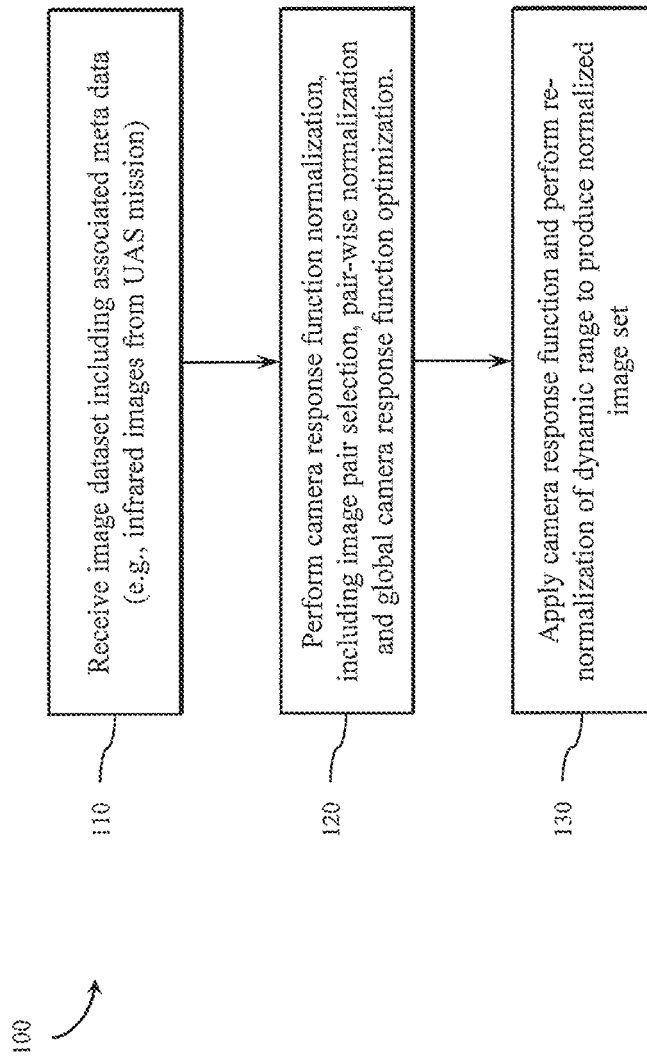 100
110
Receive image dataset including associated meta data
(e.g., infrared images from UAS mission)
120
Perform camera response function normalization,
including image pair selection, pair-wise normalization
and global camera response function optimization.
130
Apply camera response function and perform re-
normalization of dynamic range to produce normalized
image set